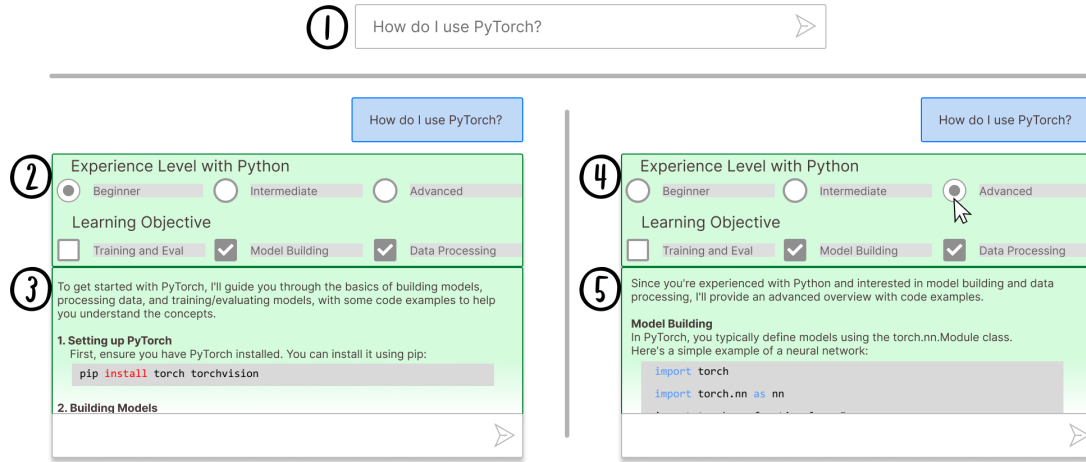 1
How do I use PyTorch?
How do I use PyTorch?
2
Experience Level with Python
Beginner Intermediate Advanced
Learning Objective
Training and Eval Model Building Data Processing
3
To get started with PyTorch, I'll guide you through the basics of building models,
processing data, and training/evaluating models, with some code examples to help
you understand the concepts.
1. Setting up PyTorch
First, ensure you have PyTorch installed. You can install it using pip:
pip install torch torchvision
2. Building Models
How do I use PyTorch?
4
Experience Level with Python
Beginner Intermediate Advanced
Learning Objective
Training and Eval Model Building Data Processing
5
Since you're experienced with Python and interested in model building and data
processing, I'll provide an advanced overview with code examples.
Model Building
In PyTorch, you typically define models using the torch.nn.Module class.
Here's a simple example of a neural network:
import torch
import torch.nn as nn